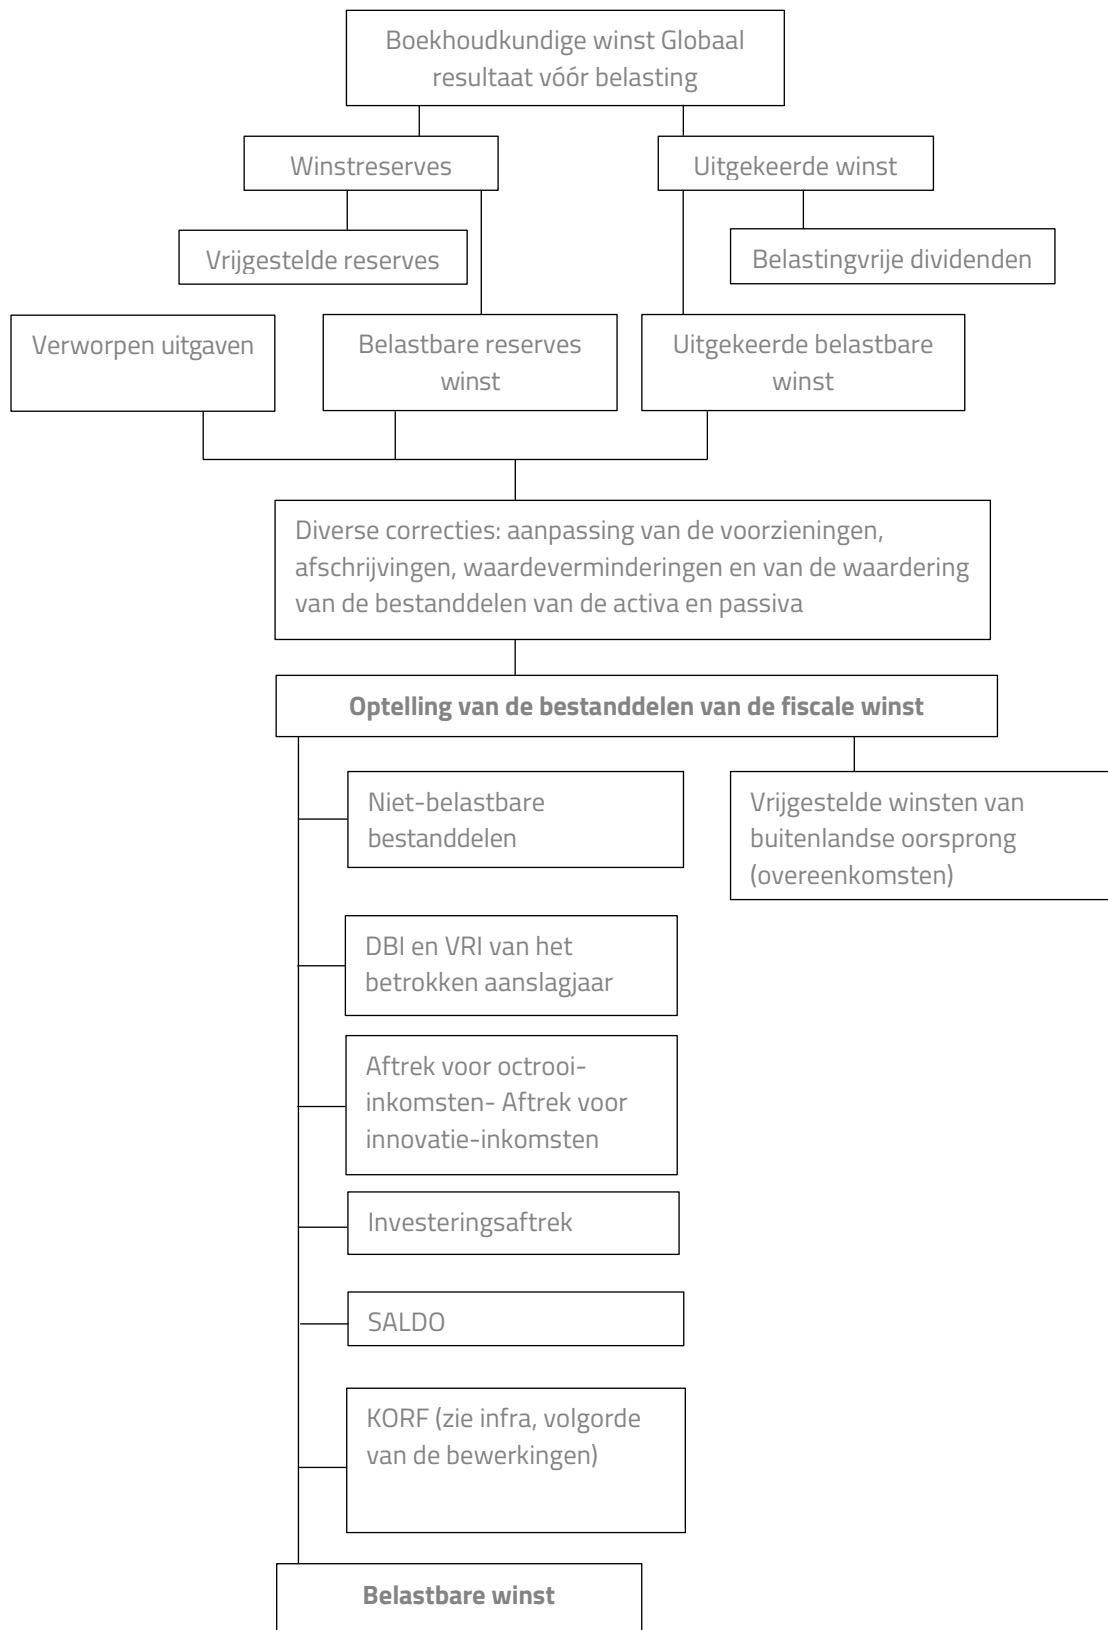 Boekhoudkundige winst Globaal
resultaat vóór belasting
Winstreserves
Uitgekeerde winst
Vrijgestelde reserves
Belastingvrije dividenden
Verworpen uitgaven
Belastbare reserves
winst
Uitgekeerde belastbare
winst
Diverse correcties: aanpassing van de voorzieningen,
afschrijvingen, waardeverminderingen en van de waardering
van de bestanddelen van de activa en passiva
Optelling van de bestanddelen van de fiscale winst
Niet-belastbare
bestanddelen
Vrijgestelde winsten van
buitenlandse oorsprong
(overeenkomsten)
DBI en VRI van het
betrokken aanslagjaar
Aftrek voor octrooi-
inkomsten- Aftrek voor
innovatie-inkomsten
Investeringsaftrek
SALDO
KORF (zie infra, volgorde
van de bewerkingen)
Belastbare winst